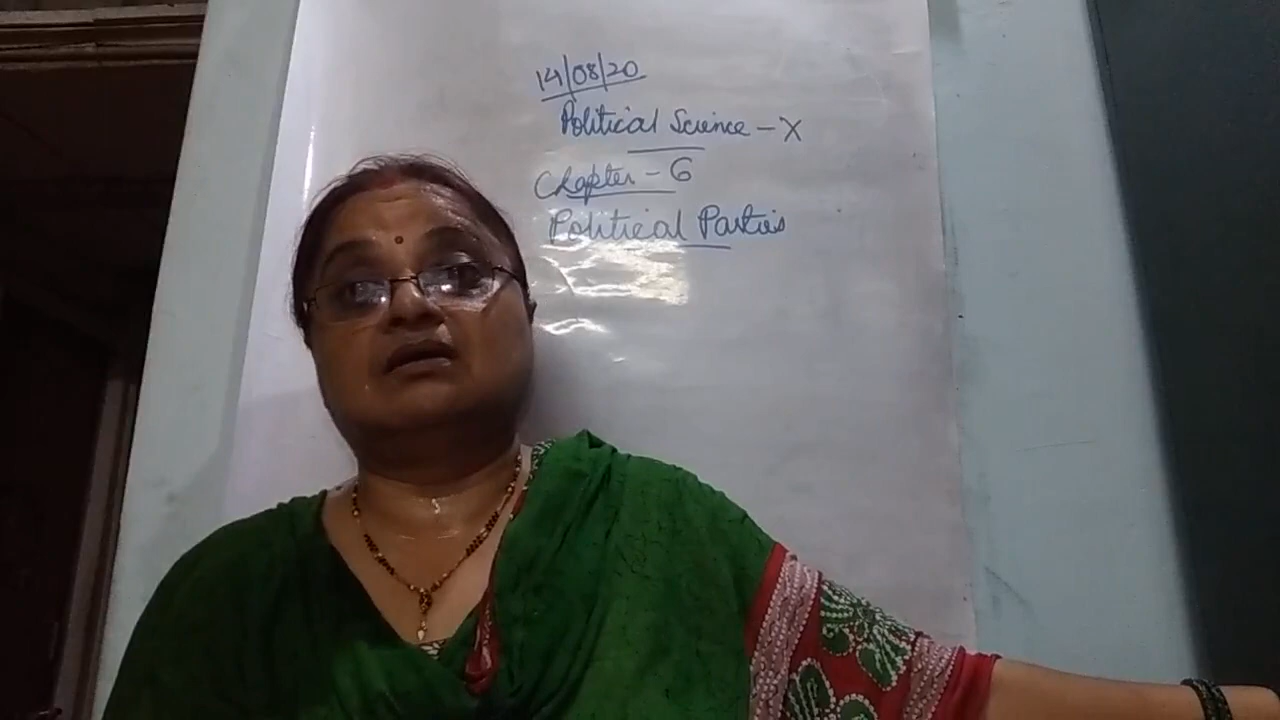 14/08/20
Political Science - X
Chapter - 6
Political Parties